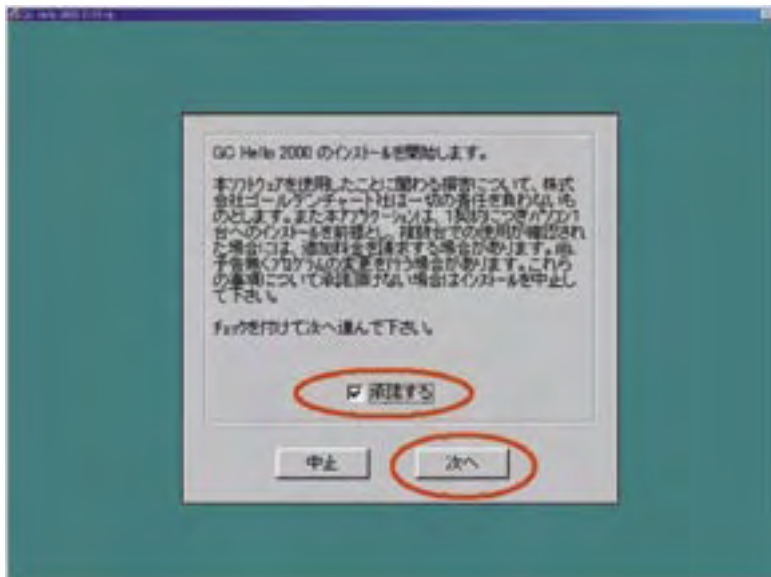 GC Hello 2000 のインストールを開始します。
本ソフトウェアを使用したことに関わる損害について、株式
会社ゴールデンチャート社は一切の責任を負わないも
のとします。また本アプリケーションは、1契約につきパソコン1
台へのインストールを前提とし、複数台での使用が確認され
た場合には、追加料金を請求する場合があります。尚、
予告無くプログラムの変更を行う場合があります。これら
の事項について承諾頂けない場合はインストールを中止し
て下さい。
チェックを付けて次へ進んで下さい。
承諾する
中止
次へ